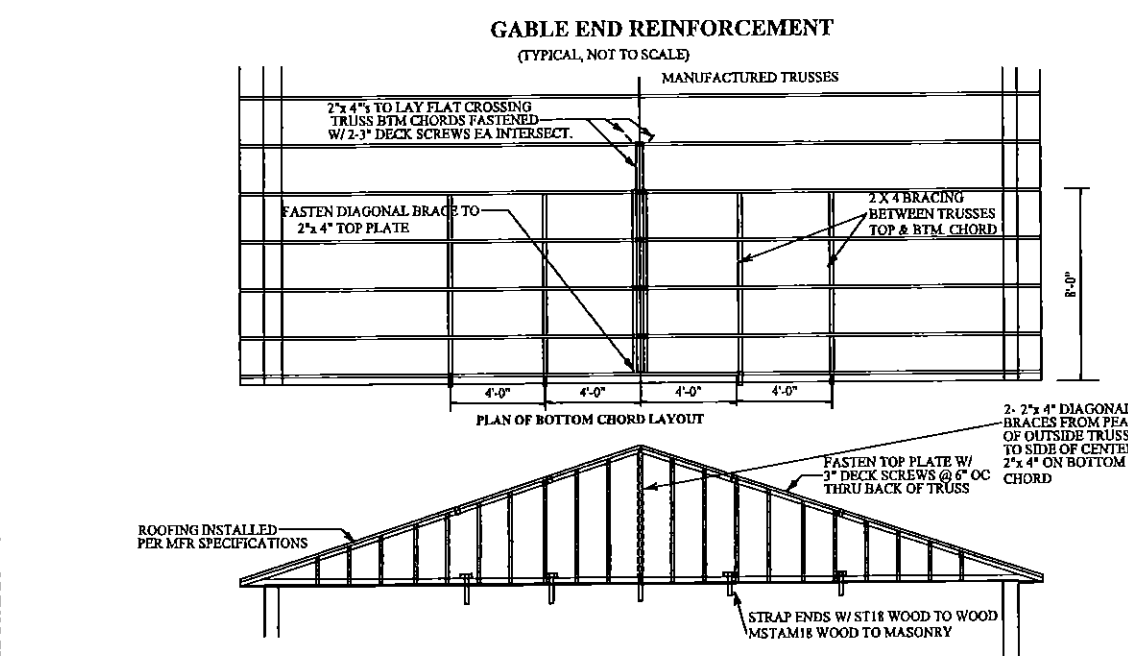 GABLE END REINFORCEMENT
(TYPICAL, NOT TO SCALE)
MANUFACTURED TRUSSES
2"x 4"'s TO LAY FLAT CROSSING
TRUSS BTM CHORDS FASTENED
W/ 2-3" DECK SCREWS EA INTERSECT.
FASTEN DIAGONAL BRACE TO
2"x 4" TOP PLATE
2 X 4 BRACING
BETWEEN TRUSSES
TOP & BTM. CHORD
8'-0"
4'-0" 4'-0" 4'-0" 4'-0"
PLAN OF BOTTOM CHORD LAYOUT
2- 2"x 4" DIAGONAL
BRACES FROM PEA
OF OUTSIDE TRUSS
TO SIDE OF CENTE
2"x 4" ON BOTTOM
CHORD
FASTEN TOP PLATE W/
3" DECK SCREWS @ 6" OC
THRU BACK OF TRUSS
ROOFING INSTALLED
PER MFR SPECIFICATIONS
STRAP ENDS W/ ST18 WOOD TO WOOD
MSTAM18 WOOD TO MASONRY